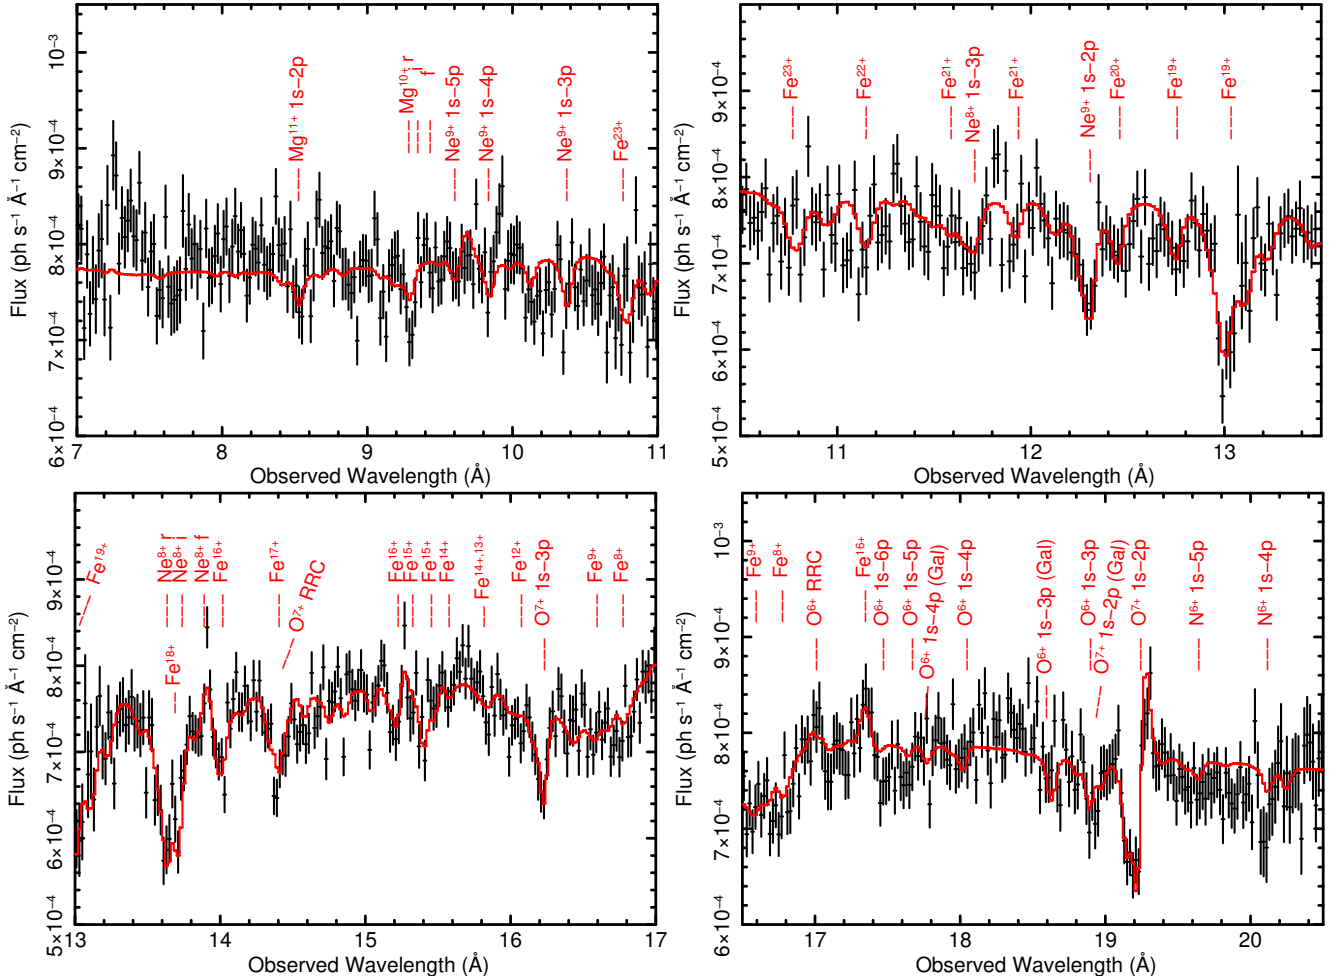 10⁻³
9×10⁻⁴
8×10⁻⁴
7×10⁻⁴
6×10⁻⁴
Flux (ph s⁻¹ Å⁻¹ cm⁻²)
Mg¹¹⁺ 1s−2p
Mg¹⁰⁺ r
i
f
Ne⁹⁺ 1s−5p
Ne⁹⁺ 1s−4p
Ne⁹⁺ 1s−3p
Fe²³⁺
7 8 9 10 11
Observed Wavelength (Å)
9×10⁻⁴
8×10⁻⁴
7×10⁻⁴
6×10⁻⁴
5×10⁻⁴
Flux (ph s⁻¹ Å⁻¹ cm⁻²)
Fe²³⁺
Fe²²⁺
Fe²¹⁺
Ne⁸⁺ 1s−3p
Fe²¹⁺
Ne⁹⁺ 1s−2p
Fe²⁰⁺
Fe¹⁹⁺
Fe¹⁹⁺
11 12 13
Observed Wavelength (Å)
9×10⁻⁴
8×10⁻⁴
7×10⁻⁴
6×10⁻⁴
5×10⁻⁴
Flux (ph s⁻¹ Å⁻¹ cm⁻²)
Fe¹⁹⁺
Ne⁸⁺ r
Fe¹⁸⁺
Ne⁸⁺ i
Ne⁸⁺ f
Fe¹⁶⁺
Fe¹⁷⁺
O⁷⁺ RRC
Fe¹⁶⁺
Fe¹⁵⁺
Fe¹⁵⁺
Fe¹⁴⁺
Fe¹⁴⁺,¹³⁺
Fe¹²⁺
O⁷⁺ 1s−3p
Fe⁹⁺
Fe⁸⁺
13 14 15 16 17
Observed Wavelength (Å)
10⁻³
9×10⁻⁴
8×10⁻⁴
7×10⁻⁴
6×10⁻⁴
Flux (ph s⁻¹ Å⁻¹ cm⁻²)
Fe⁹⁺
Fe⁸⁺
O⁶⁺ RRC
Fe¹⁶⁺
O⁶⁺ 1s−6p
O⁶⁺ 1s−5p
O⁶⁺ 1s−4p (Gal)
O⁶⁺ 1s−4p
O⁶⁺ 1s−3p (Gal)
O⁶⁺ 1s−3p
O⁷⁺ 1s−2p (Gal)
O⁷⁺ 1s−2p
N⁶⁺ 1s−5p
N⁶⁺ 1s−4p
17 18 19 20
Observed Wavelength (Å)